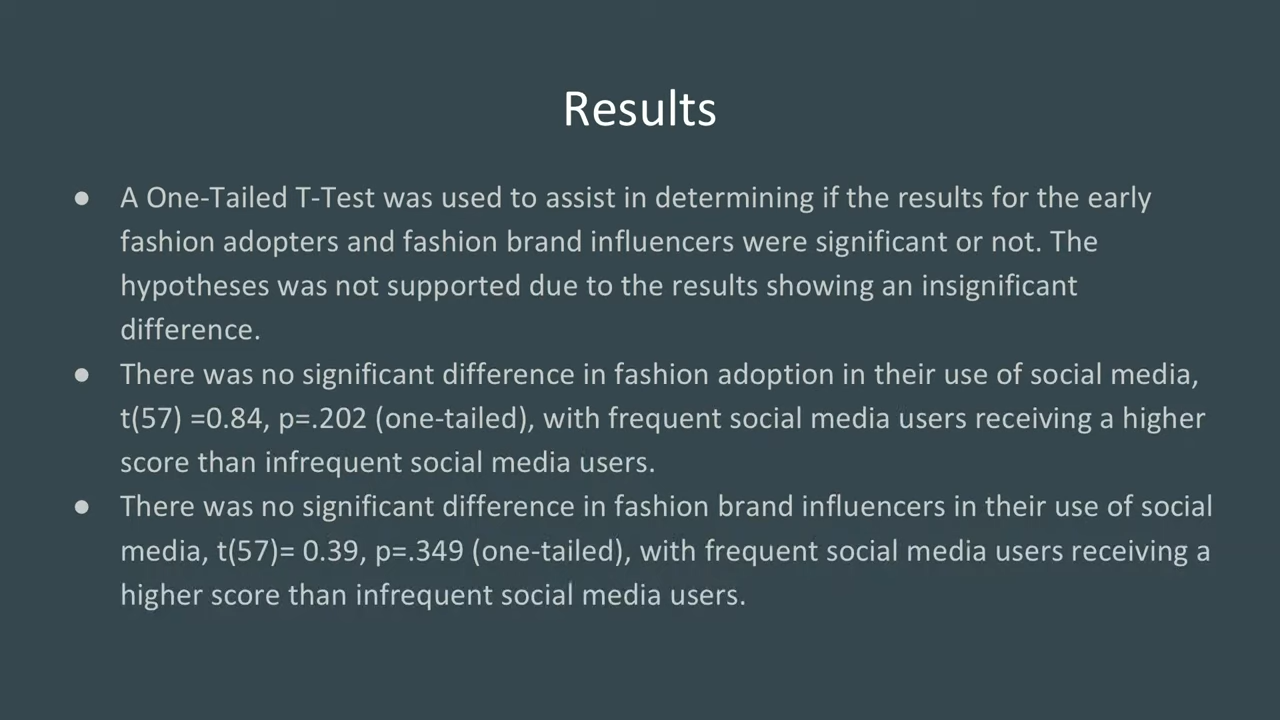 Results
● A One-Tailed T-Test was used to assist in determining if the results for the early
fashion adopters and fashion brand influencers were significant or not. The
hypotheses was not supported due to the results showing an insignificant
difference.
● There was no significant difference in fashion adoption in their use of social media,
t(57) =0.84, p=.202 (one-tailed), with frequent social media users receiving a higher
score than infrequent social media users.
● There was no significant difference in fashion brand influencers in their use of social
media, t(57)= 0.39, p=.349 (one-tailed), with frequent social media users receiving a
higher score than infrequent social media users.